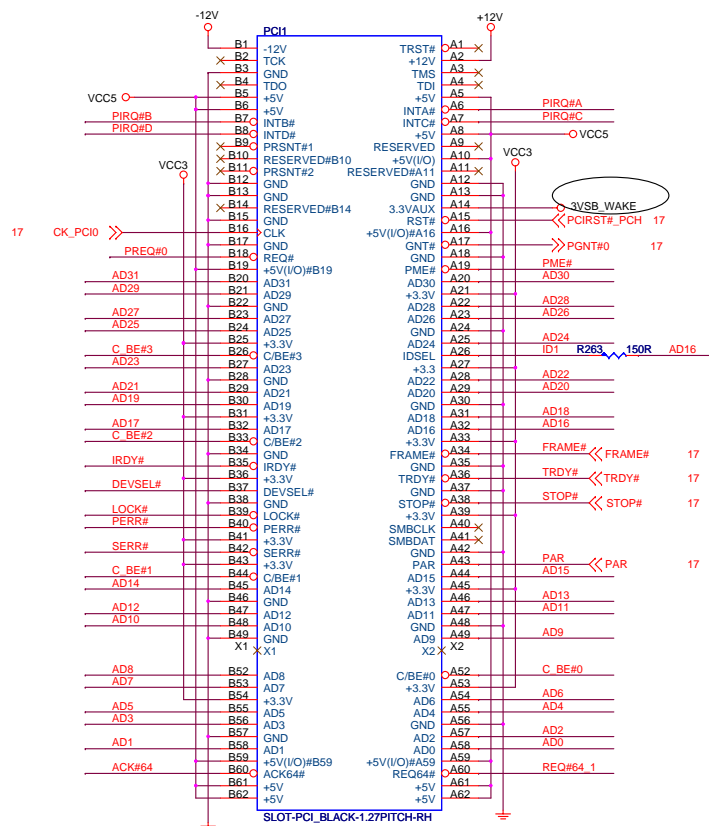 -12V +12V
PCI1
B1 -12V TRST# A1
B2 TCK +12V A2
B3 GND TMS A3
B4 TDO TDI A4
VCC5 B5 +5V +5V A5
B6 +5V INTA# A6 PIRQ#A
PIRQ#B B7 INTB# INTC# A7 PIRQ#C
PIRQ#D B8 INTD# +5V A8 VCC5
B9 PRSNT#1 RESERVED A9
B10 RESERVED#B10 +5V(I/O) A10
VCC3 B11 PRSNT#2 RESERVED#A11 A11 VCC3
B12 GND GND A12
B13 GND GND A13
B14 RESERVED#B14 3.3VAUX A14 3VSB_WAKE
B15 GND RST# A15 PCIRST#_PCH 17
17 CK_PCI0 B16 CLK +5V(I/O)#A16 A16
B17 GND GNT# A17 PGNT#0 17
PREQ#0 B18 REQ# GND A18
B19 +5V(I/O)#B19 PME# A19 PME#
AD31 B20 AD31 AD30 A20 AD30
AD29 B21 AD29 +3.3V A21
B22 GND AD28 A22 AD28
AD27 B23 AD27 AD26 A23 AD26
AD25 B24 AD25 GND A24
B25 +3.3V AD24 A25 AD24
C_BE#3 B26 C/BE#3 IDSEL A26 ID1 R263 150R AD16
AD23 B27 AD23 +3.3 A27
B28 GND AD22 A28 AD22
AD21 B29 AD21 AD20 A29 AD20
AD19 B30 AD19 GND A30
B31 +3.3V AD18 A31 AD18
AD17 B32 AD17 AD16 A32 AD16
C_BE#2 B33 C/BE#2 +3.3V A33
B34 GND FRAME# A34 FRAME# FRAME# 17
IRDY# B35 IRDY# GND A35
B36 +3.3V TRDY# A36 TRDY# TRDY# 17
DEVSEL# B37 DEVSEL# GND A37
B38 GND STOP# A38 STOP# STOP# 17
LOCK# B39 LOCK# +3.3V A39
PERR# B40 PERR# SMBCLK A40
B41 +3.3V SMBDAT A41
SERR# B42 SERR# GND A42
B43 +3.3V PAR A43 PAR PAR 17
C_BE#1 B44 C/BE#1 AD15 A44 AD15
AD14 B45 AD14 +3.3V A45
B46 GND AD13 A46 AD13
AD12 B47 AD12 AD11 A47 AD11
AD10 B48 AD10 GND A48
B49 GND AD9 A49 AD9
X1 X1 X2 X2
AD8 B52 AD8 C/BE#0 A52 C_BE#0
AD7 B53 AD7 +3.3V A53
B54 +3.3V AD6 A54 AD6
AD5 B55 AD5 AD4 A55 AD4
AD3 B56 AD3 GND A56
B57 GND AD2 A57 AD2
AD1 B58 AD1 AD0 A58 AD0
B59 +5V(I/O)#B59 +5V(I/O)#A59 A59
ACK#64 B60 ACK64# REQ64# A60 REQ#64_1
B61 +5V +5V A61
B62 +5V +5V A62
SLOT-PCI_BLACK-1.27PITCH-RH